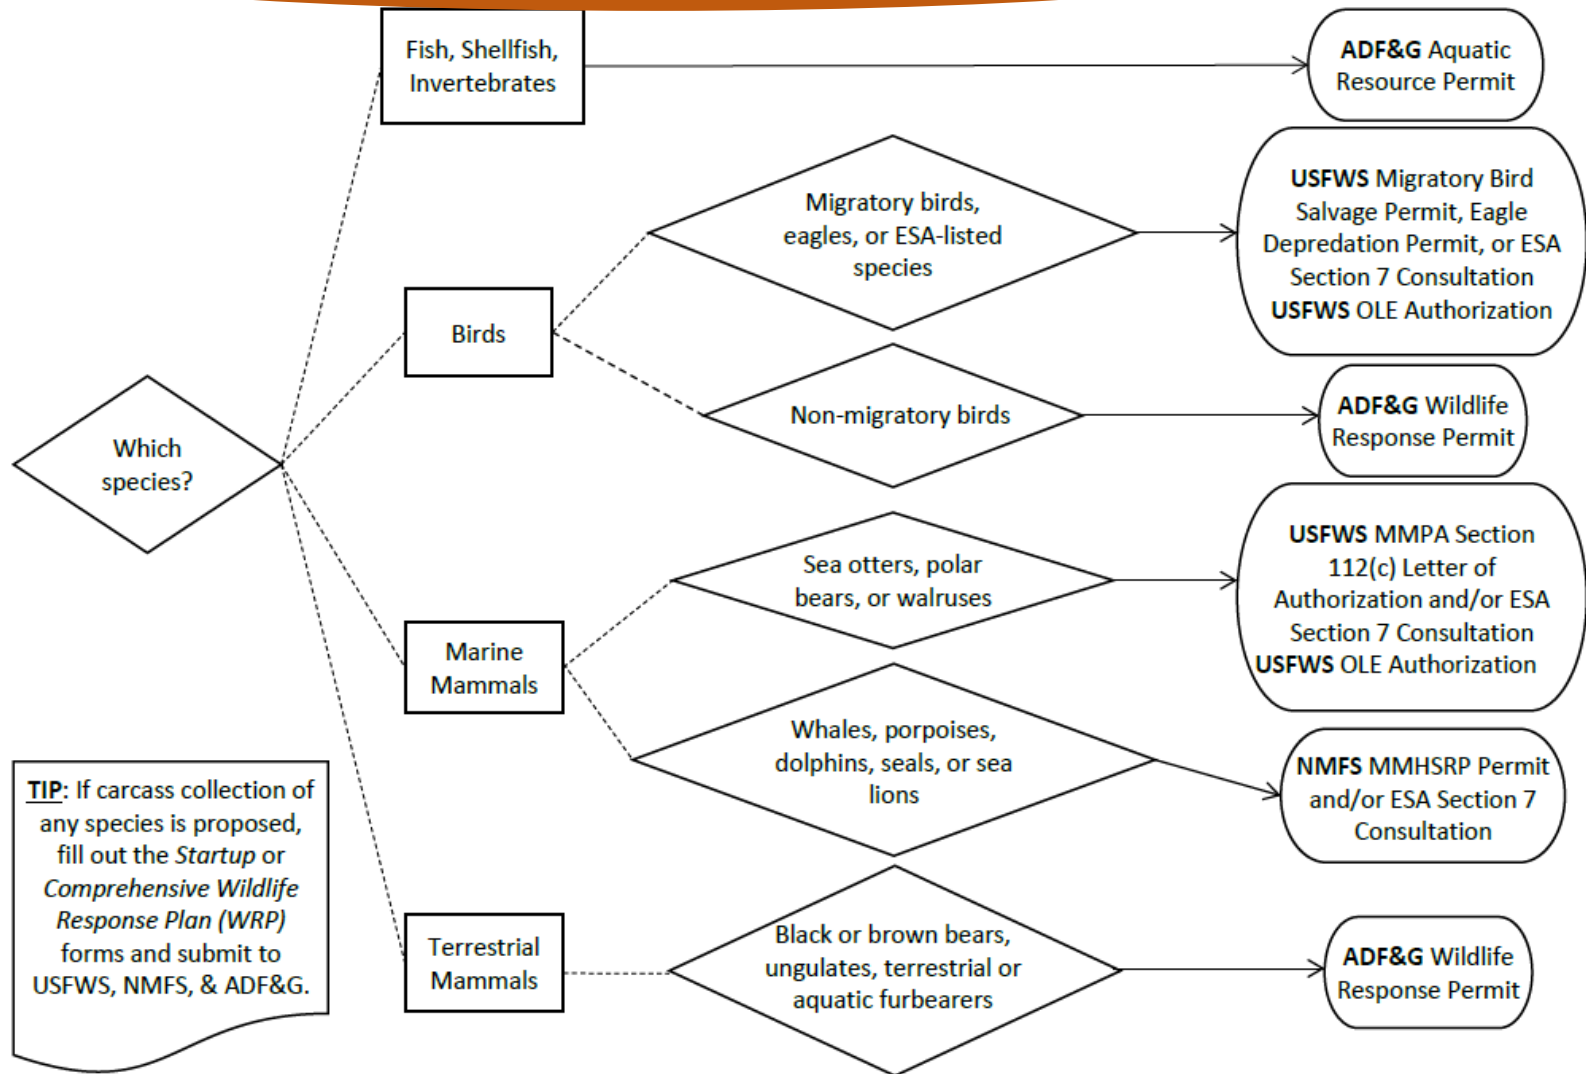 Fish, Shellfish,
Invertebrates
ADF&G Aquatic
Resource Permit
Migratory birds,
eagles, or ESA-listed
species
USFWS Migratory Bird
Salvage Permit, Eagle
Depredation Permit, or ESA
Section 7 Consultation
USFWS OLE Authorization
Birds
Non-migratory birds
ADF&G Wildlife
Response Permit
Which
species?
Sea otters, polar
bears, or walruses
USFWS MMPA Section
112(c) Letter of
Authorization and/or ESA
Section 7 Consultation
USFWS OLE Authorization
Marine
Mammals
Whales, porpoises,
dolphins, seals, or sea
lions
NMFS MMHSRP Permit
and/or ESA Section 7
Consultation
TIP: If carcass collection of
any species is proposed,
fill out the Startup or
Comprehensive Wildlife
Response Plan (WRP)
forms and submit to
USFWS, NMFS, & ADF&G.
Terrestrial
Mammals
Black or brown bears,
ungulates, terrestrial or
aquatic furbearers
ADF&G Wildlife
Response Permit